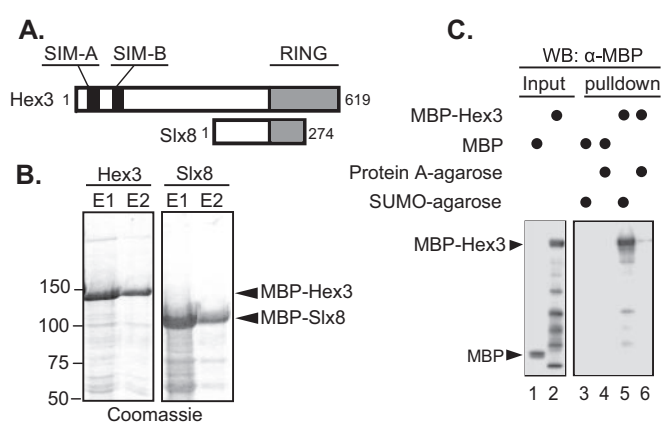 A.
SIM-A SIM-B RING
Hex3 1 619
Slx8 1 274
B.
Hex3 Slx8
E1 E2 E1 E2
150
100
75
50
MBP-Hex3
MBP-Slx8
Coomassie
C.
WB: α-MBP
Input pulldown
MBP-Hex3
MBP
Protein A-agarose
SUMO-agarose
MBP-Hex3
MBP
1 2 3 4 5 6